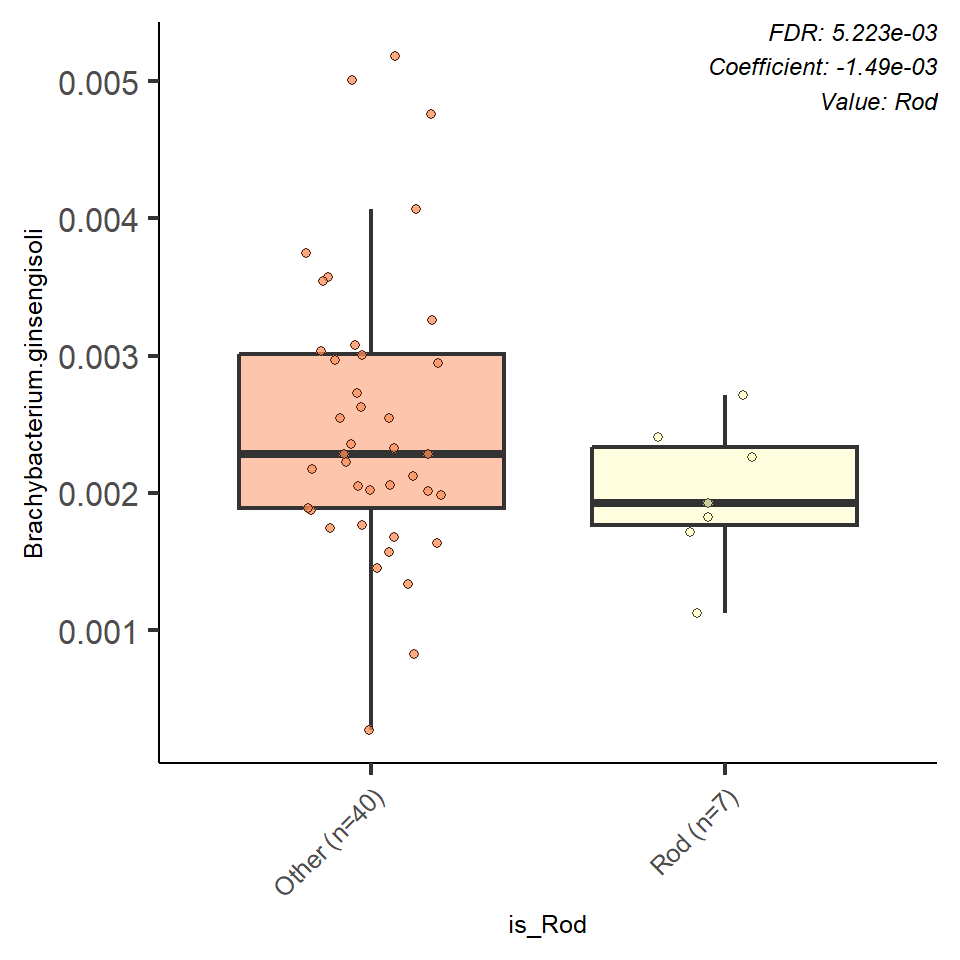 FDR: 5.223e-03
Coefficient: -1.49e-03
Value: Rod
Brachybacterium.ginsengisoli
0.005
0.004
0.003
0.002
0.001
Other (n=40)
Rod (n=7)
is_Rod